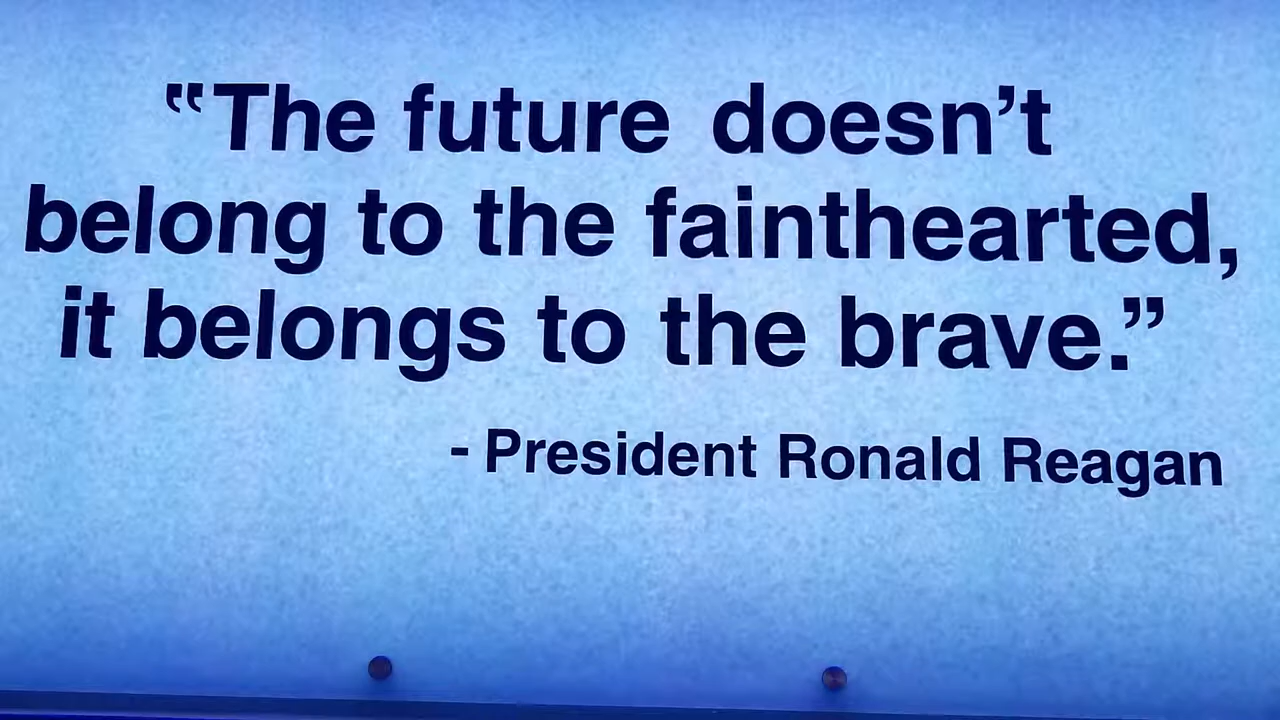 “The future doesn’t
belong to the fainthearted,
it belongs to the brave.”
- President Ronald Reagan